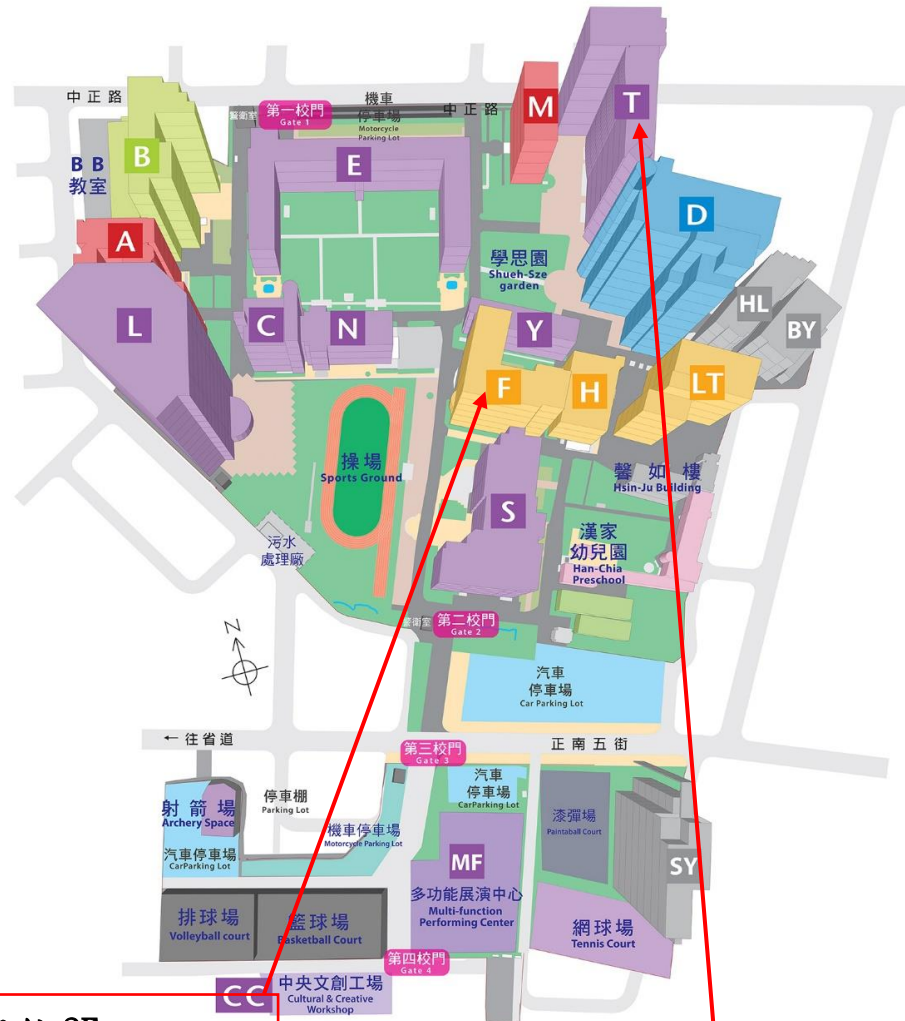 中正路
警衛室
第一校門
Gate 1
機車
停車場
Motorcycle
Parking Lot
中正路
M
T
B B
教室
B
E
A
D
學思園
Shueh-Sze
garden
L
C
N
Y
HL
BY
F
H
LT
操場
Sports Ground
馨如樓
Hsin-Ju Building
S
污水
處理廠
漢家
幼兒園
Han-Chia
Preschool
N
警衛室
第二校門
Gate 2
汽車
停車場
Car Parking Lot
←往省道
第三校門
Gate 3
正南五街
射箭場
Archery Space
停車棚
Parking Lot
汽車
停車場
CarParking Lot
漆彈場
Paintaball Court
機車停車場
Motorcycle Parking Lot
汽車停車場
CarParking Lot
MF
多功能展演中心
Multi-function
Performing Center
SY
排球場
Volleyball court
籃球場
Basketball Court
網球場
Tennis Court
第四校門
Gate 4
CC
中央文創工場
Cultural & Creative
Workshop